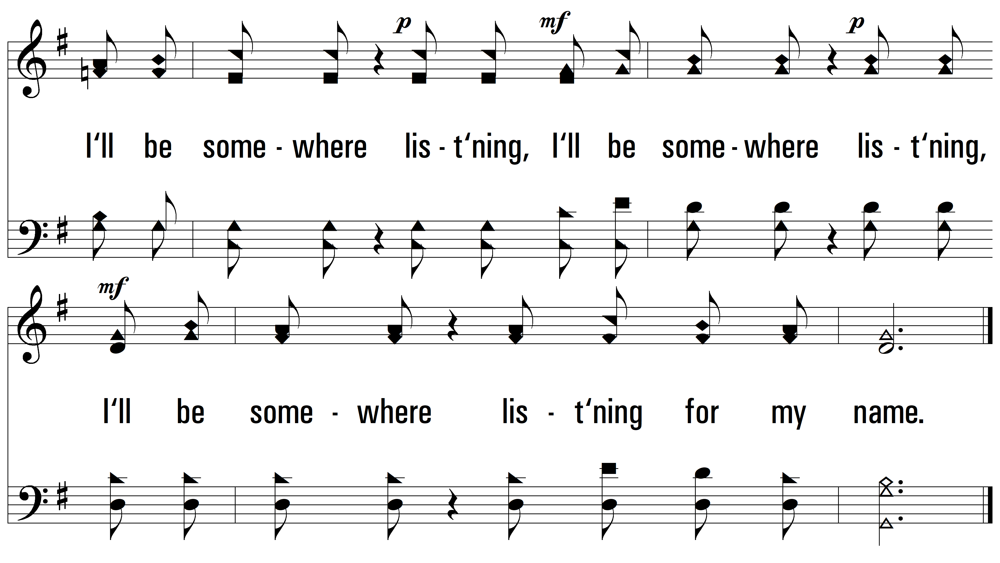 p mf p
I‘ll be some - where lis - t‘ning, I‘ll be some - where lis - t‘ning,
mf
I‘ll be some - where lis - t‘ning for my name.